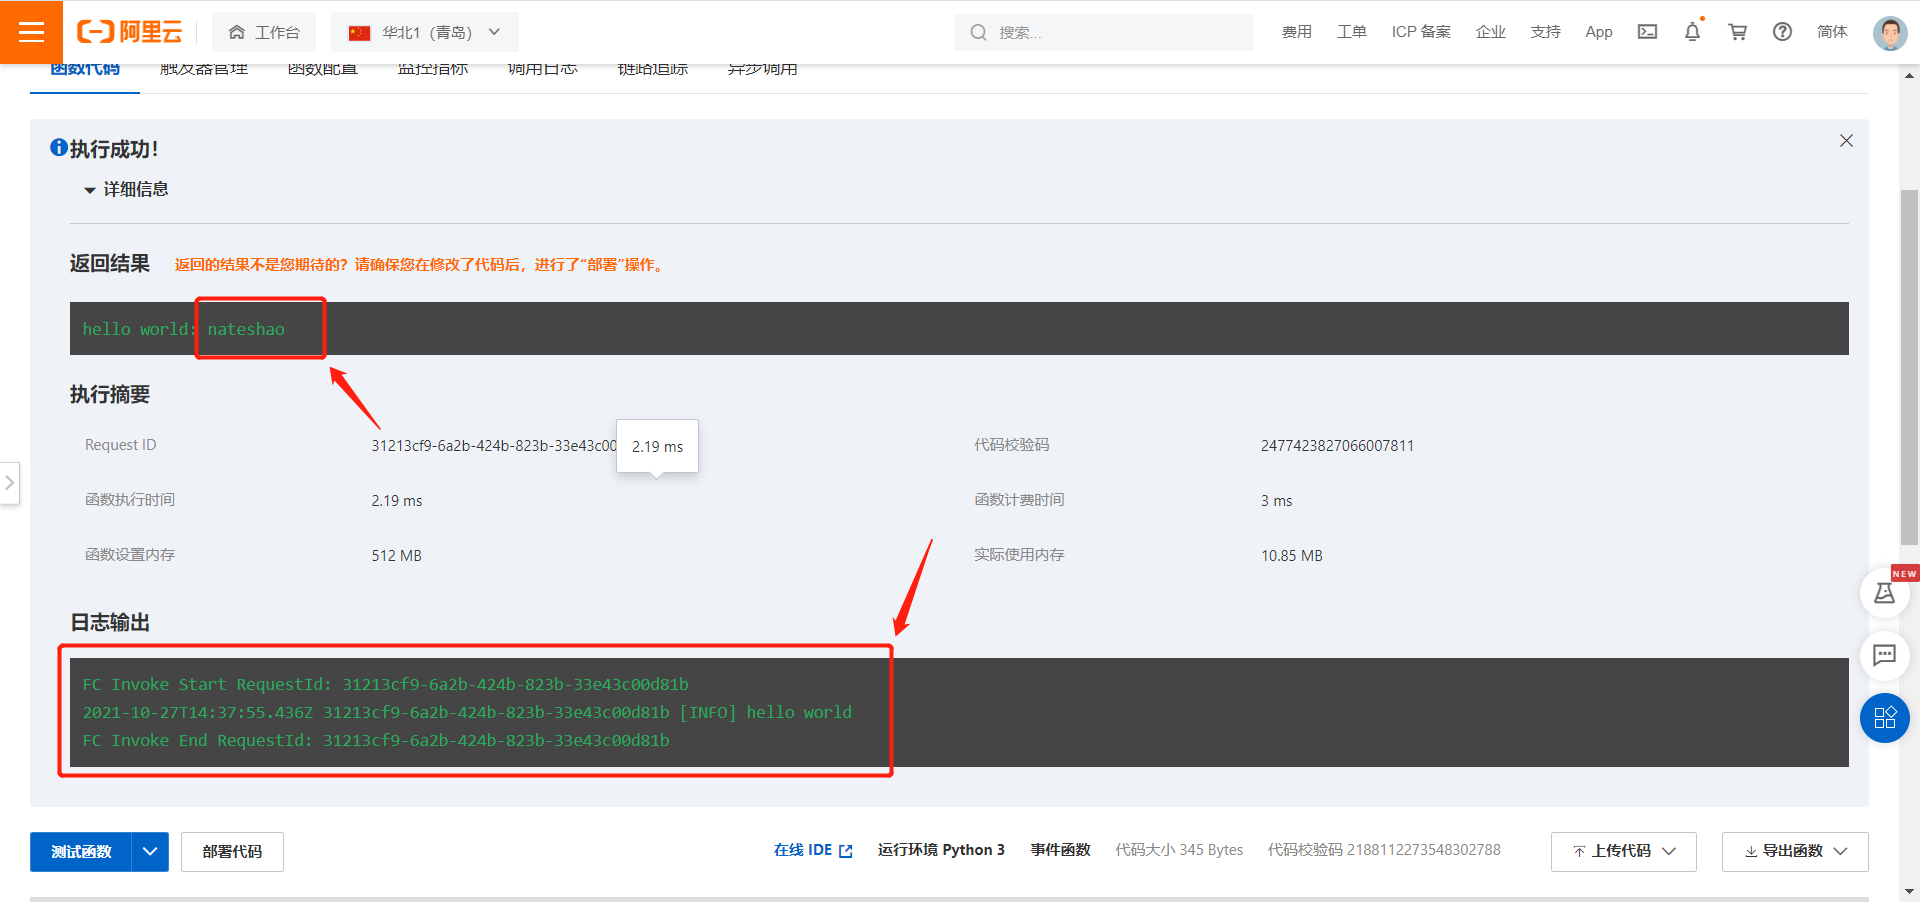 阿里云
工作台
华北1（青岛）
搜索...
费用
工单
ICP 备案
企业
支持
App
简体
函数代码
触发器管理
函数配置
监控指标
调用日志
链路追踪
异步调用
执行成功!
详细信息
返回结果 返回的结果不是您期待的？请确保您在修改了代码后，进行了“部署”操作。
hello world: nateshao
执行摘要
Request ID 31213cf9-6a2b-424b-823b-33e43c00
2.19 ms
代码校验码 2477423827066007811
函数执行时间 2.19 ms
函数计费时间 3 ms
函数设置内存 512 MB
实际使用内存 10.85 MB
NEW
日志输出
FC Invoke Start RequestId: 31213cf9-6a2b-424b-823b-33e43c00d81b
2021-10-27T14:37:55.436Z 31213cf9-6a2b-424b-823b-33e43c00d81b [INFO] hello world
FC Invoke End RequestId: 31213cf9-6a2b-424b-823b-33e43c00d81b
测试函数
部署代码
在线 IDE
运行环境 Python 3
事件函数
代码大小 345 Bytes
代码校验码 2188112273548302788
上传代码
导出函数